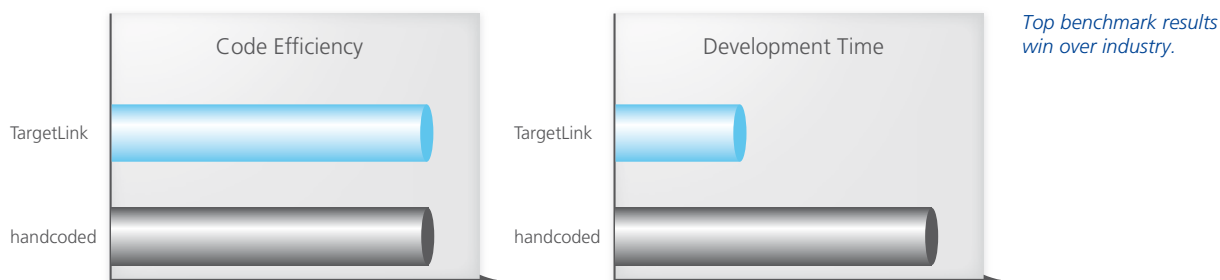 Code Efficiency
TargetLink
handcoded
Development Time
TargetLink
handcoded
Top benchmark results
win over industry.